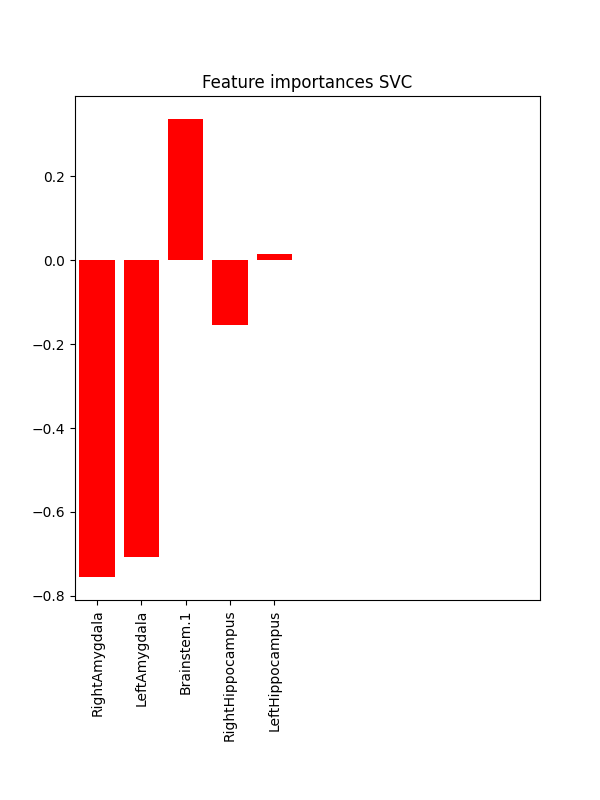 Feature importances SVC
0.2
0.0
−0.2
−0.4
−0.6
−0.8
RightAmygdala
LeftAmygdala
Brainstem.1
RightHippocampus
LeftHippocampus